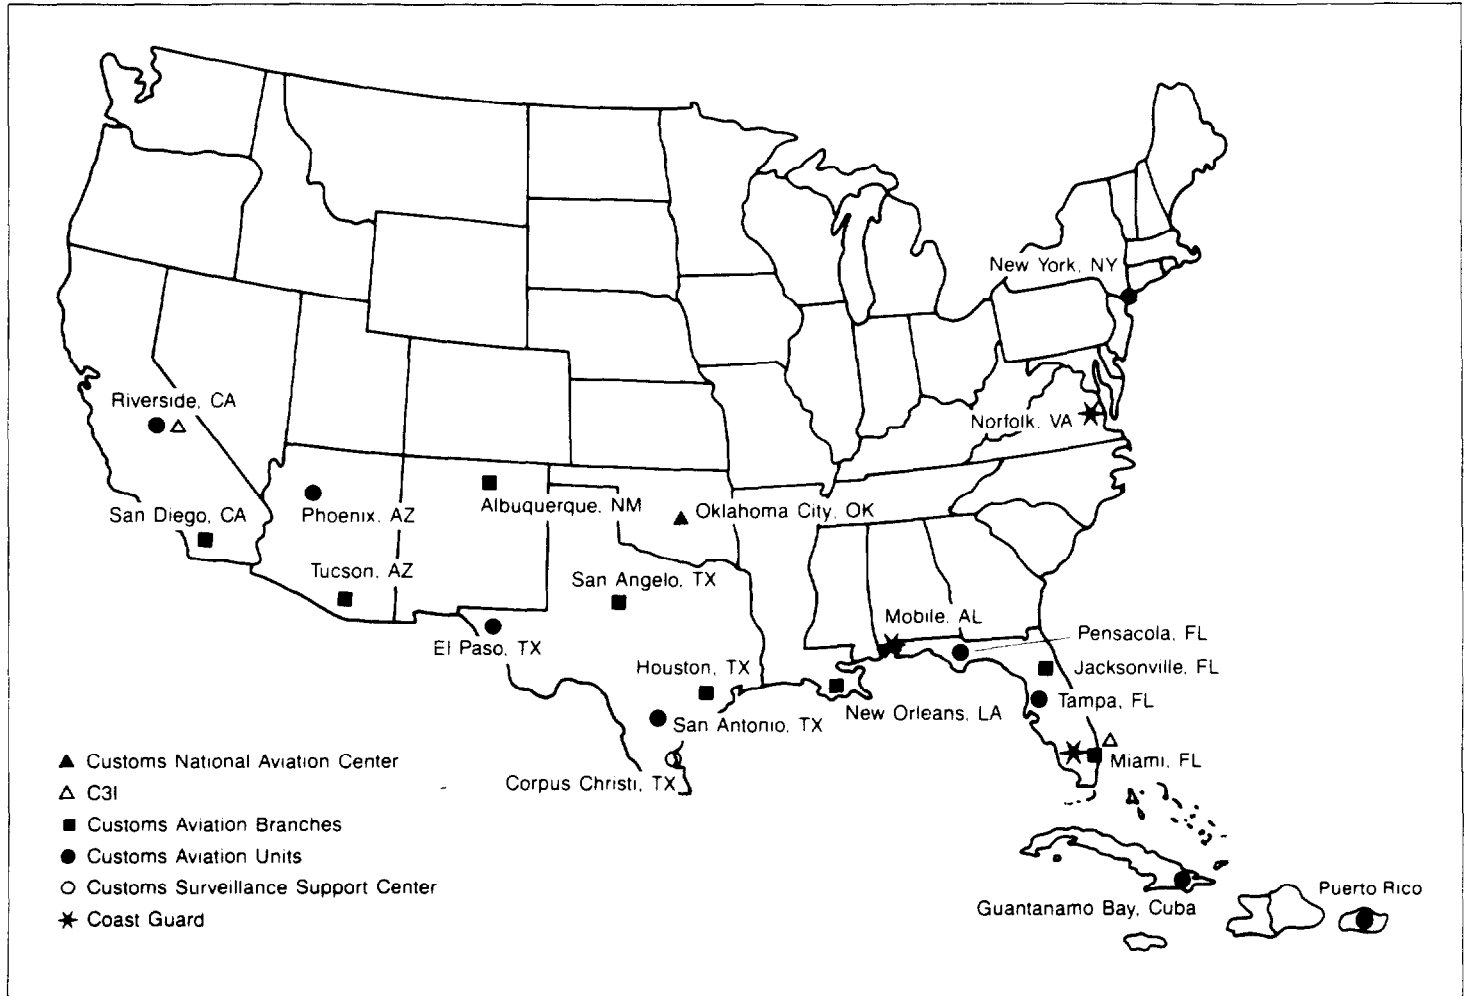 New York, NY
Riverside, CA
Norfolk, VA
San Diego, CA
Phoenix, AZ
Albuquerque, NM
Oklahoma City, OK
Tucson, AZ
San Angelo, TX
Mobile, AL
Pensacola, FL
El Paso, TX
Houston, TX
Jacksonville, FL
Tampa, FL
New Orleans, LA
San Antonio, TX
Miami, FL
Corpus Christi, TX
Customs National Aviation Center
C3I
Customs Aviation Branches
Customs Aviation Units
Customs Surveillance Support Center
Coast Guard
Puerto Rico
Guantanamo Bay, Cuba